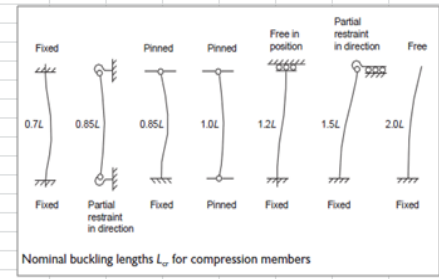 Fixed
Pinned
Pinned
Free in
position
Partial
restraint
in direction
Free
0.7L
0.85L
0.85L
1.0L
1.2L
1.5L
2.0L
Fixed
Partial
restraint
in direction
Fixed
Pinned
Fixed
Fixed
Fixed
Nominal buckling lengths Lcr for compression members